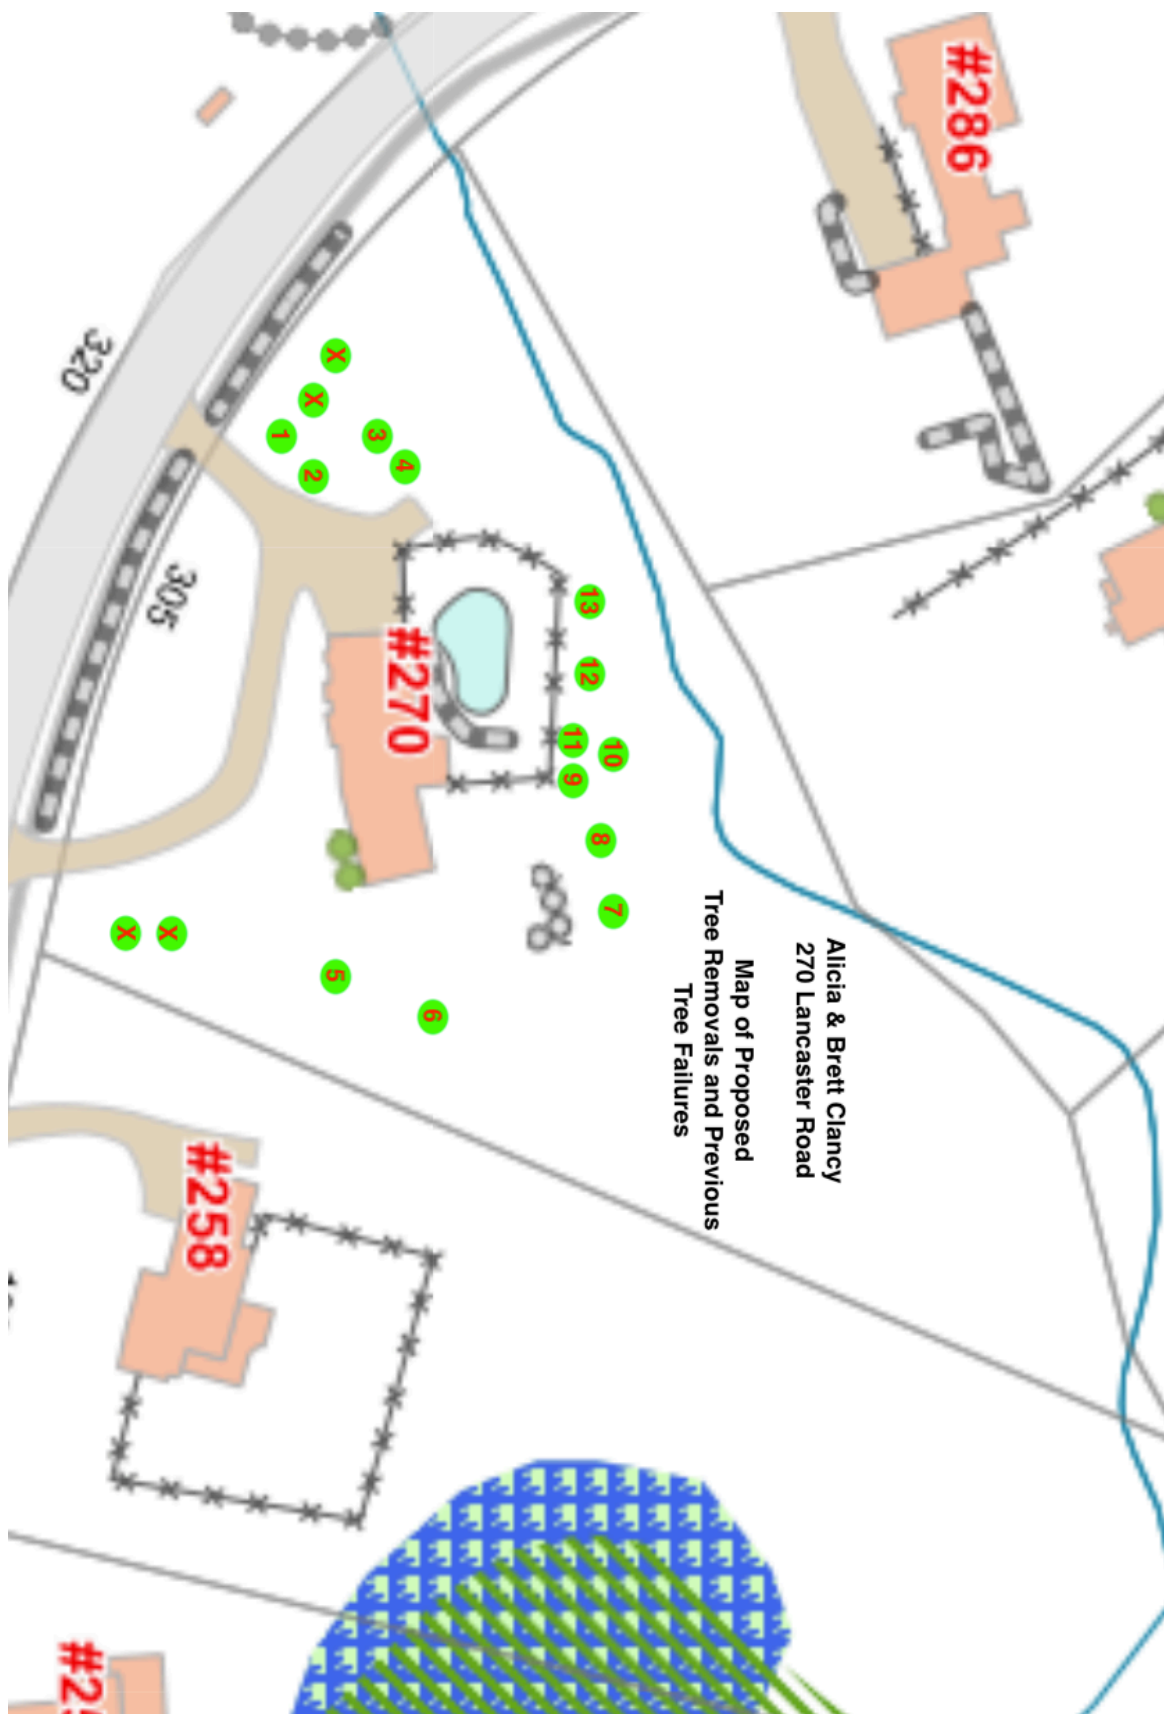 Alicia & Brett Clancy
270 Lancaster Road
Map of Proposed
Tree Removals and Previous
Tree Failures
#286
#270
#258
320
305
X
X
1
2
3
4
13
12
11
10
9
8
7
X
X
5
6